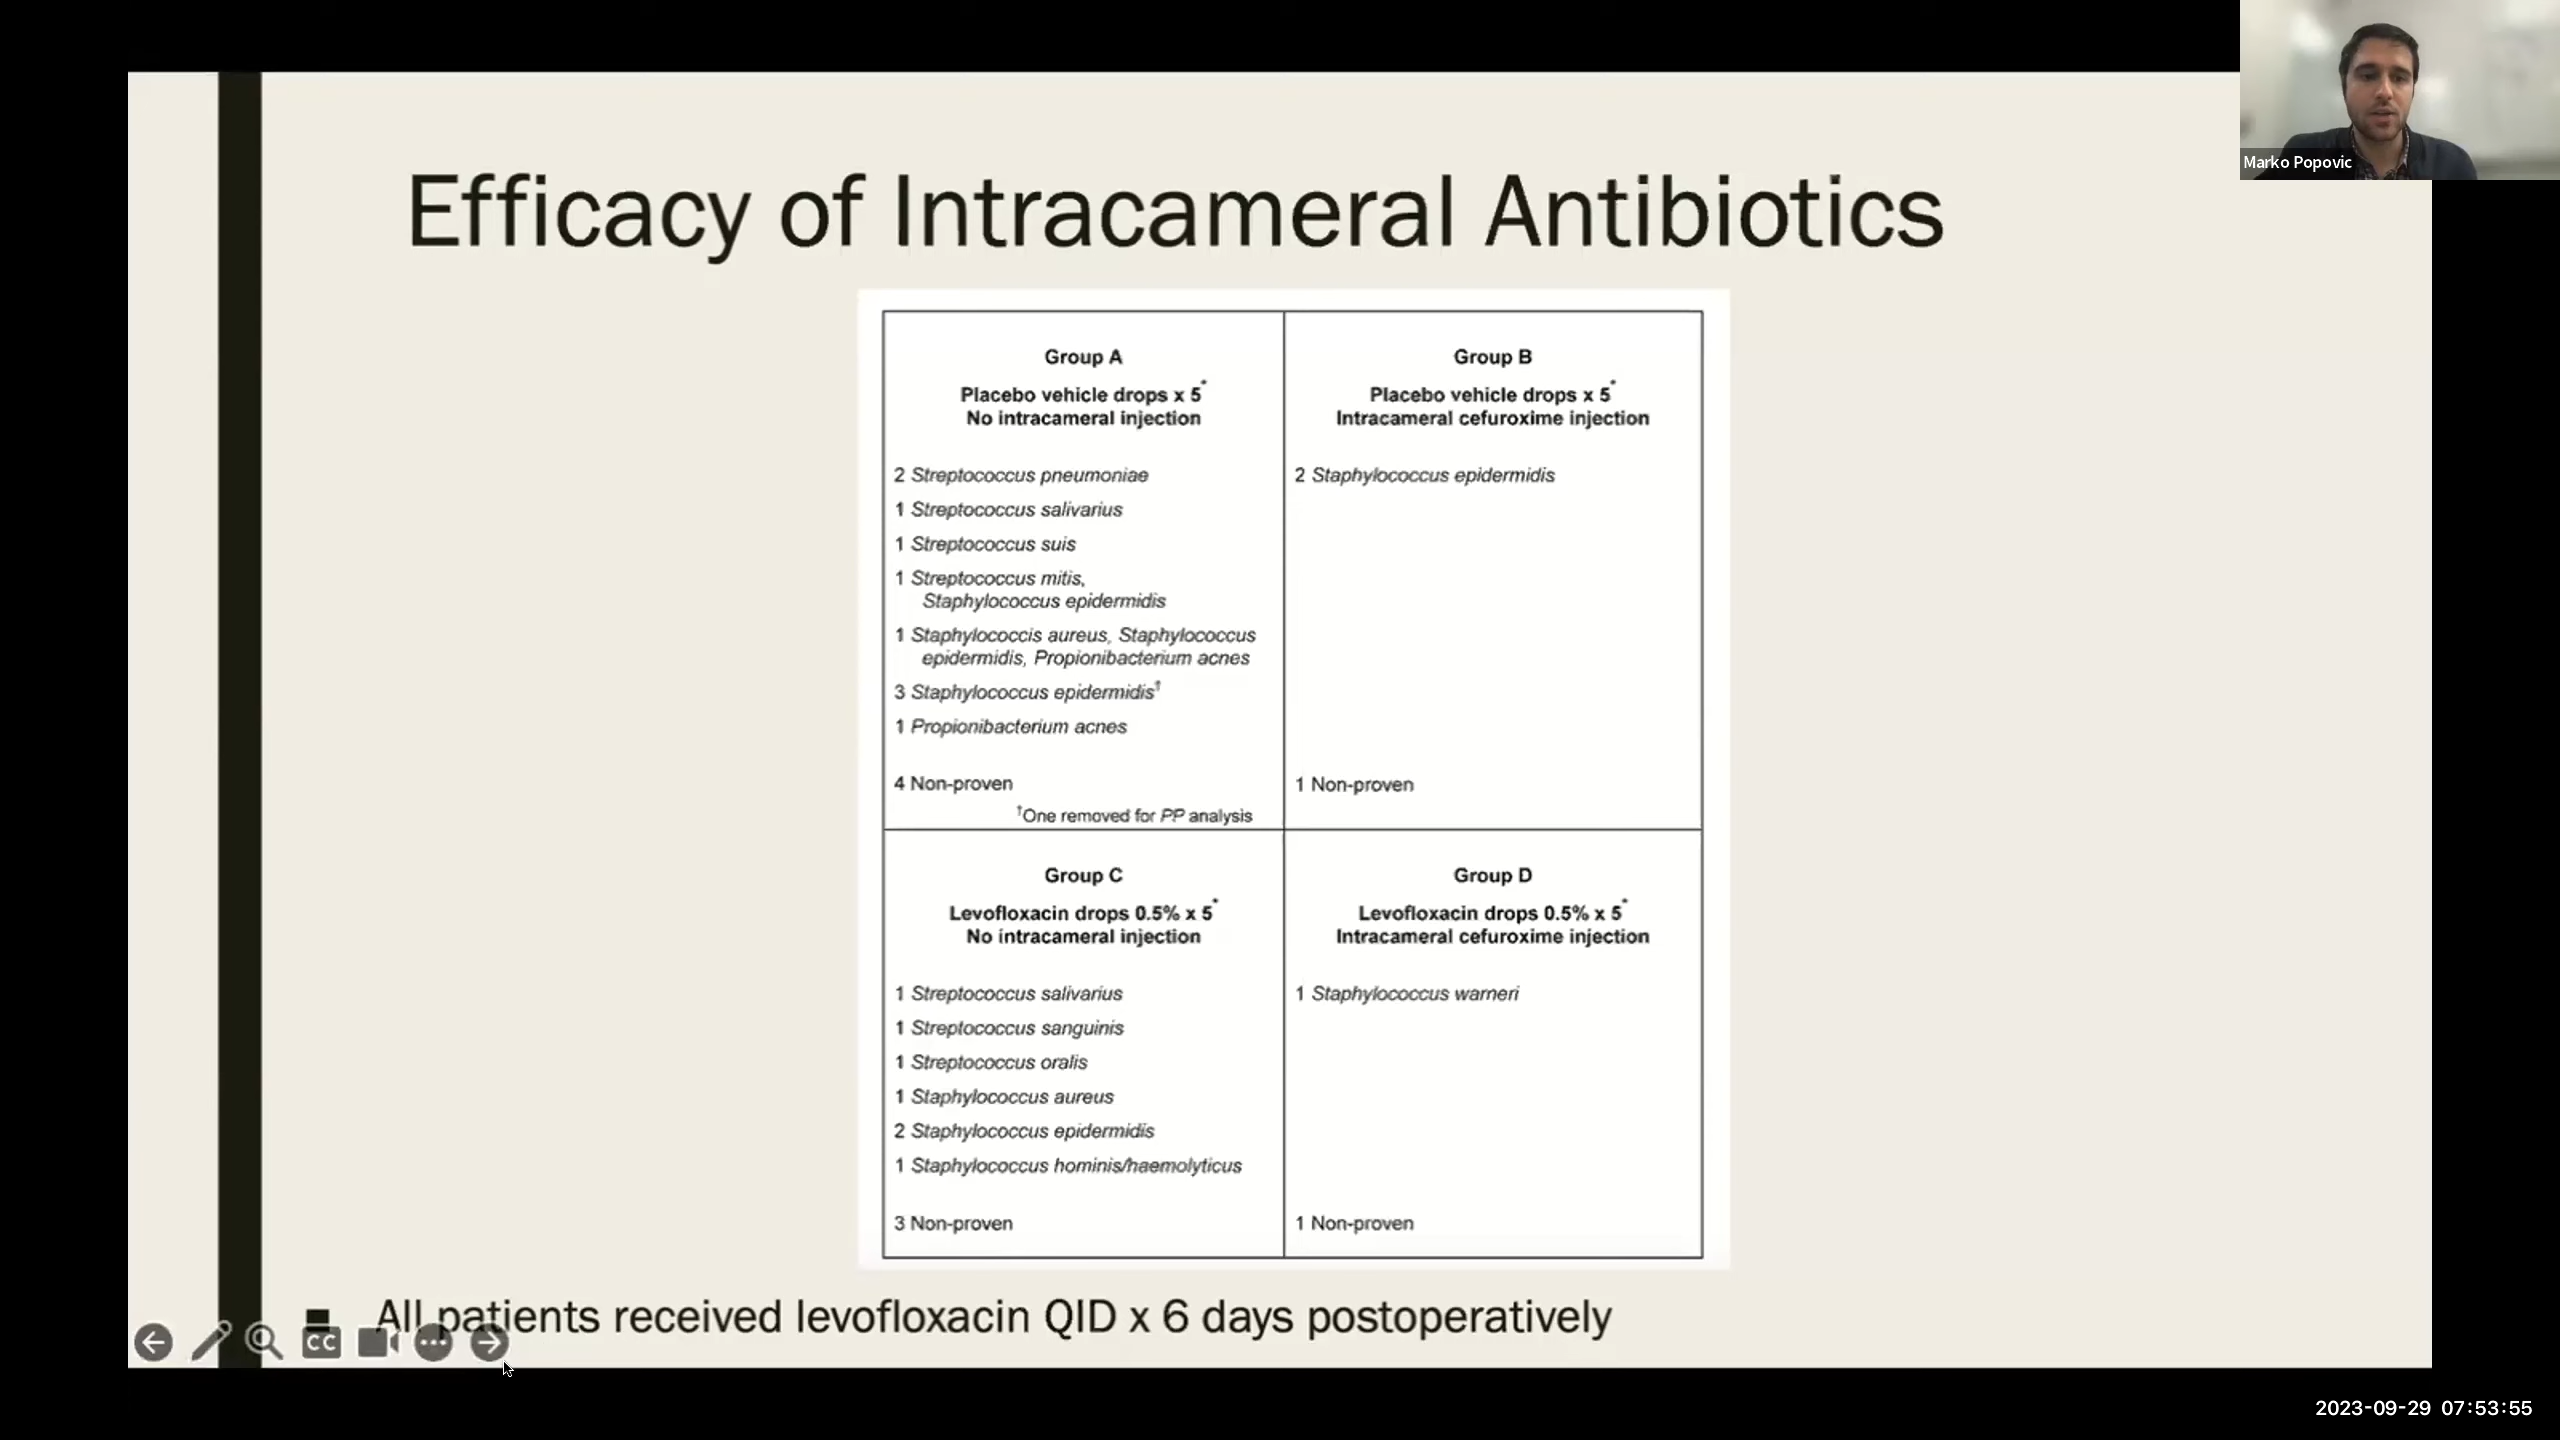 Marko Popovic
Efficacy of Intracameral Antibiotics
Group A
Placebo vehicle drops x 5*
No intracameral injection
2 Streptococcus pneumoniae
1 Streptococcus salivarius
1 Streptococcus suis
1 Streptococcus mitis,
Staphylococcus epidermidis
1 Staphylococcis aureus, Staphylococcus
epidermidis, Propionibacterium acnes
3 Staphylococcus epidermidis†
1 Propionibacterium acnes
4 Non-proven
†One removed for PP analysis
Group B
Placebo vehicle drops x 5*
Intracameral cefuroxime injection
2 Staphylococcus epidermidis
1 Non-proven
Group C
Levofloxacin drops 0.5% x 5*
No intracameral injection
1 Streptococcus salivarius
1 Streptococcus sanguinis
1 Streptococcus oralis
1 Staphylococcus aureus
2 Staphylococcus epidermidis
1 Staphylococcus hominis/haemolyticus
3 Non-proven
Group D
Levofloxacin drops 0.5% x 5*
Intracameral cefuroxime injection
1 Staphylococcus warneri
1 Non-proven
■ All patients received levofloxacin QID x 6 days postoperatively
CC
2023-09-29 07:53:55